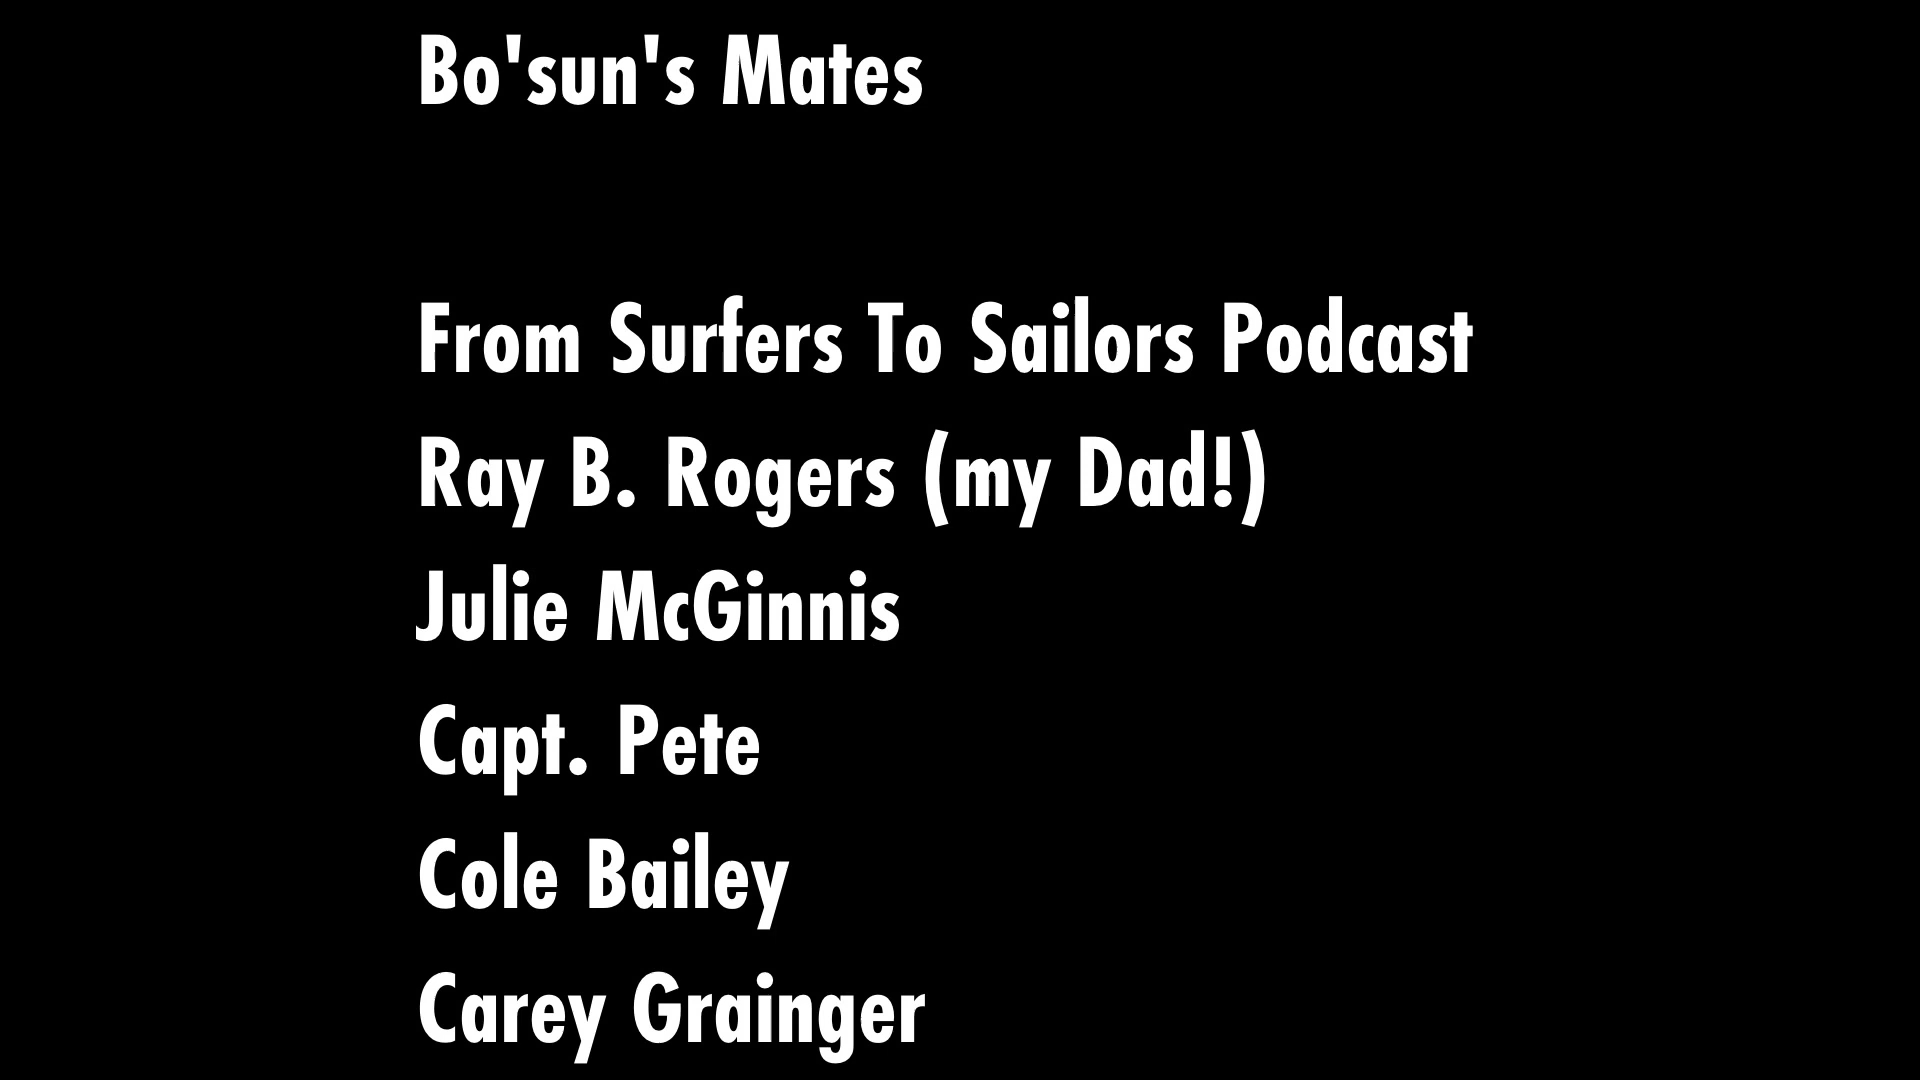 Bo'sun's Mates
From Surfers To Sailors Podcast
Ray B. Rogers (my Dad!)
Julie McGinnis
Capt. Pete
Cole Bailey
Carey Grainger